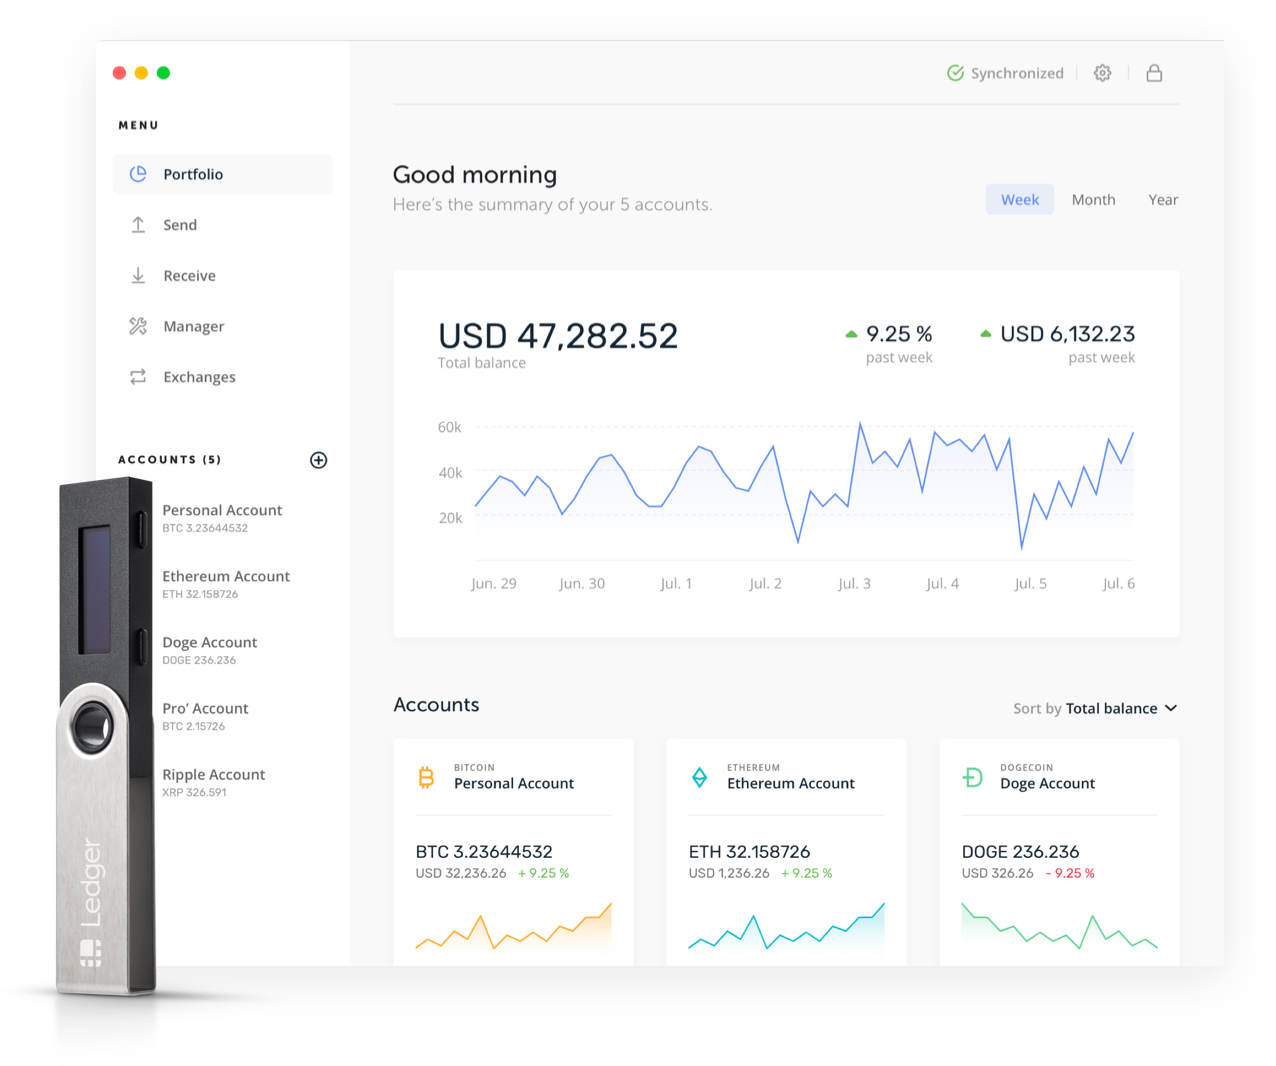 Synchronized
MENU
Portfolio
Send
Receive
Manager
Exchanges
ACCOUNTS (5)
Personal Account
BTC 3.23644532
Ethereum Account
ETH 32.158726
Doge Account
DOGE 236.236
Pro’ Account
BTC 2.15726
Ripple Account
XRP 326.591
Ledger
Good morning
Here’s the summary of your 5 accounts.
Week Month Year
USD 47,282.52
Total balance
9.25 %
past week
USD 6,132.23
past week
60k
40k
20k
Jun. 29 Jun. 30 Jul. 1 Jul. 2 Jul. 3 Jul. 4 Jul. 5 Jul. 6
Accounts
Sort by Total balance
BITCOIN
Personal Account
BTC 3.23644532
USD 32,236.26 + 9.25 %
ETHEREUM
Ethereum Account
ETH 32.158726
USD 1,236.26 + 9.25 %
DOGECOIN
Doge Account
DOGE 236.236
USD 326.26 - 9.25 %